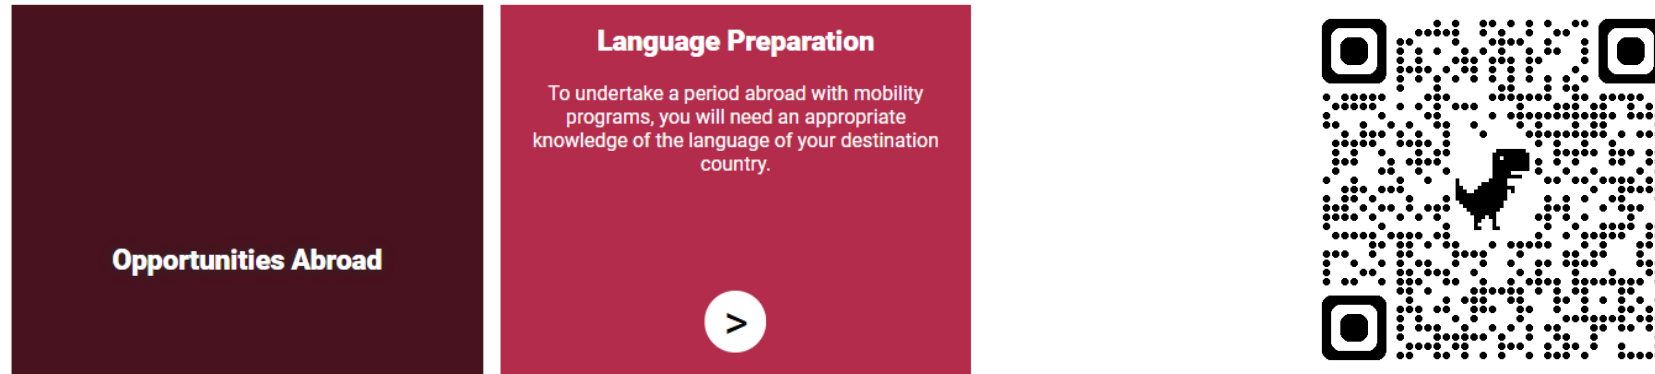 Opportunities Abroad
Language Preparation
To undertake a period abroad with mobility
programs, you will need an appropriate
knowledge of the language of your destination
country.
>